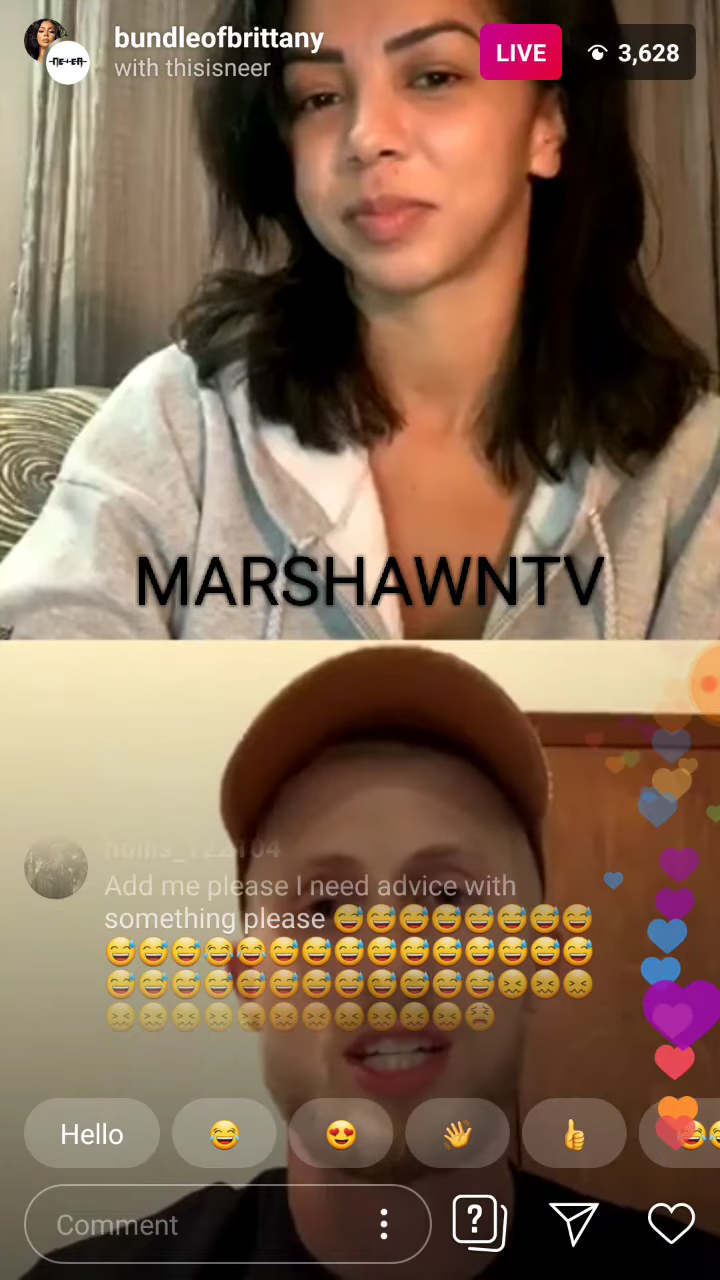 bundleofbrittany
with thisisneer
LIVE
3,628
MARSHAWNTV
Add me please I need advice with
something please 😅😅😅😅😅😅😅😅
😅😅😅😂😂😅😅😅😅😅😅😅😅😅😅
😅😅😅😅😅😅😅😅😅😅😅😅😖😖😖
😖😖😖😖😖😖😖😖😖😖😖😫
Hello 😂 😍 👋 👍 😂😂
Comment